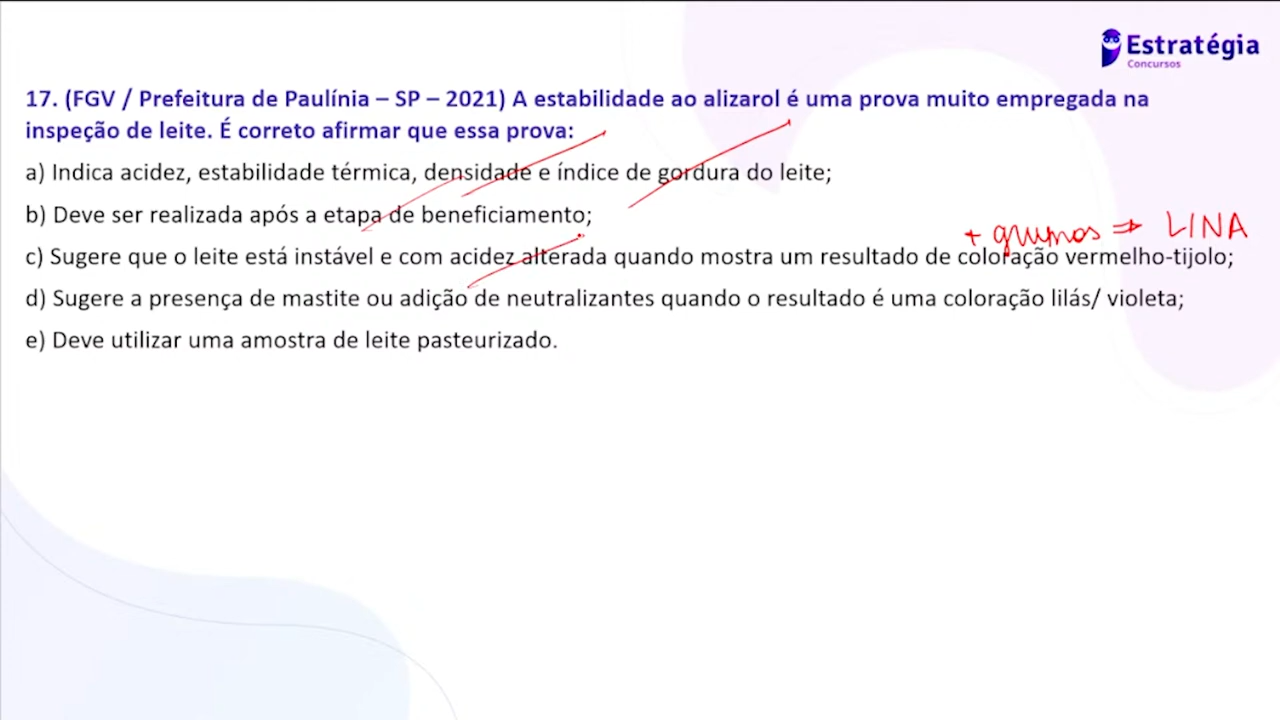 Estratégia
Concursos
17. (FGV / Prefeitura de Paulínia – SP – 2021) A estabilidade ao alizarol é uma prova muito empregada na
inspeção de leite. É correto afirmar que essa prova:
a) Indica acidez, estabilidade térmica, densidade e índice de gordura do leite;
b) Deve ser realizada após a etapa de beneficiamento;
+ grumos ⇒ LINA
c) Sugere que o leite está instável e com acidez alterada quando mostra um resultado de coloração vermelho-tijolo;
d) Sugere a presença de mastite ou adição de neutralizantes quando o resultado é uma coloração lilás/ violeta;
e) Deve utilizar uma amostra de leite pasteurizado.